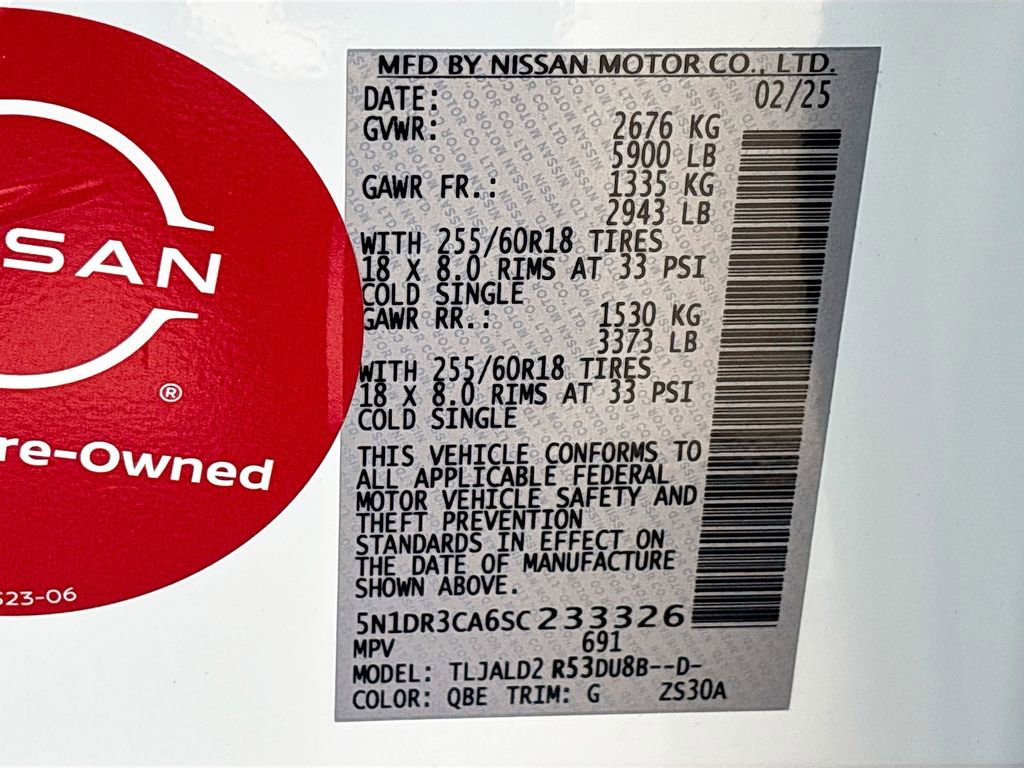 SSAN
®
re-Owned
S23-06
MFD BY NISSAN MOTOR CO., LTD.
DATE: 02/25
GVWR: 2676 KG
5900 LB
GAWR FR.: 1335 KG
2943 LB
WITH 255/60R18 TIRES
18 X 8.0 RIMS AT 33 PSI
COLD SINGLE
GAWR RR.: 1530 KG
3373 LB
WITH 255/60R18 TIRES
18 X 8.0 RIMS AT 33 PSI
COLD SINGLE
THIS VEHICLE CONFORMS TO
ALL APPLICABLE FEDERAL
MOTOR VEHICLE SAFETY AND
THEFT PREVENTION
STANDARDS IN EFFECT ON
THE DATE OF MANUFACTURE
SHOWN ABOVE.
5N1DR3CA6SC233326
MPV 691
MODEL: TLJALD2 R53DU8B--D-
COLOR: QBE TRIM: G ZS30A